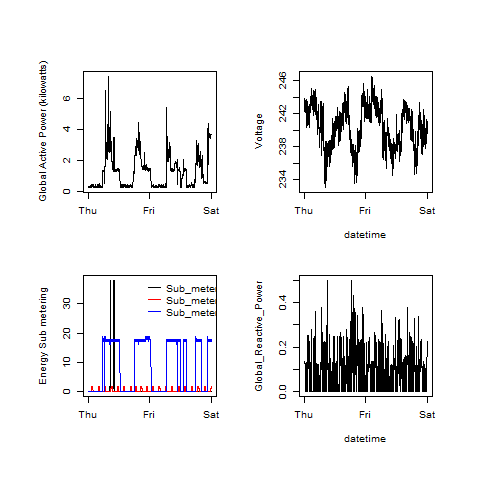 Global Active Power (kilowatts)
6
4
2
0
Thu
Fri
Sat
Voltage
246
242
238
234
Thu
Fri
Sat
datetime
Energy Sub metering
30
20
10
0
Sub_meter
Sub_meter
Sub_meter
Thu
Fri
Sat
Global_Reactive_Power
0.4
0.2
0.0
Thu
Fri
Sat
datetime